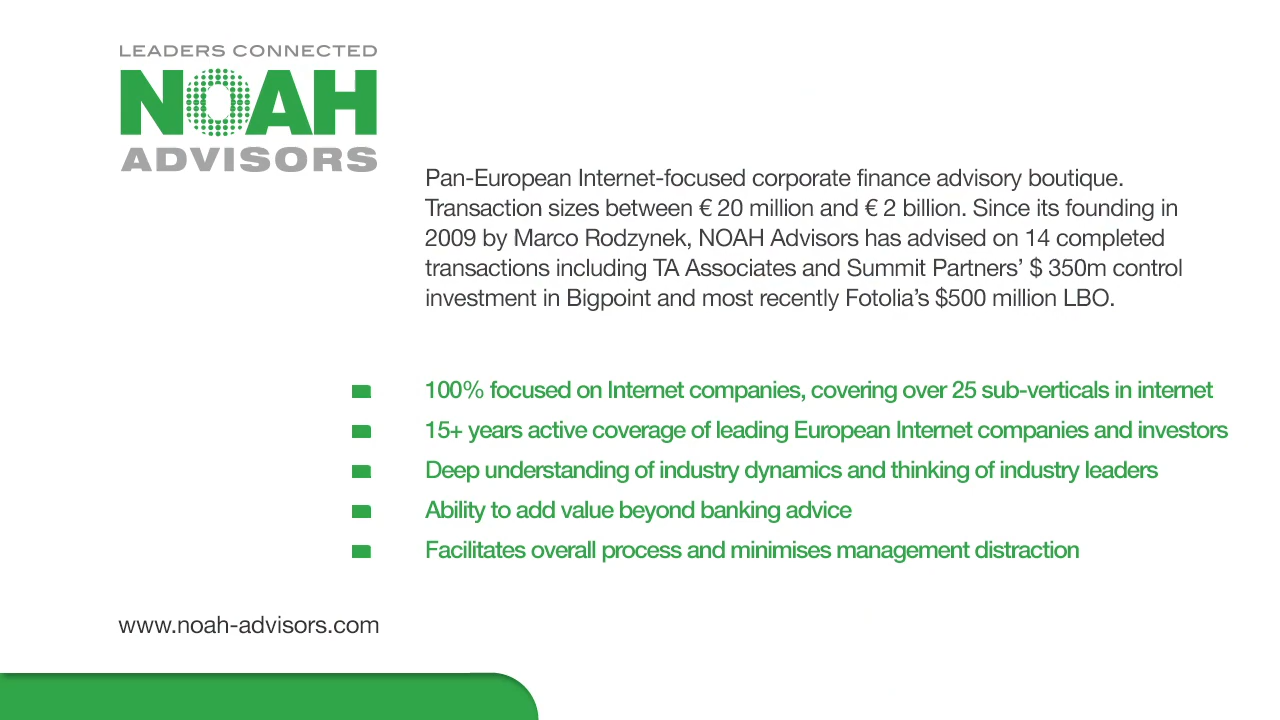 LEADERS CONNECTED
NOAH
ADVISORS
Pan-European Internet-focused corporate finance advisory boutique.
Transaction sizes between € 20 million and € 2 billion. Since its founding in
2009 by Marco Rodzynek, NOAH Advisors has advised on 14 completed
transactions including TA Associates and Summit Partners’ $ 350m control
investment in Bigpoint and most recently Fotolia’s $500 million LBO.
100% focused on Internet companies, covering over 25 sub-verticals in internet
15+ years active coverage of leading European Internet companies and investors
Deep understanding of industry dynamics and thinking of industry leaders
Ability to add value beyond banking advice
Facilitates overall process and minimises management distraction
www.noah-advisors.com